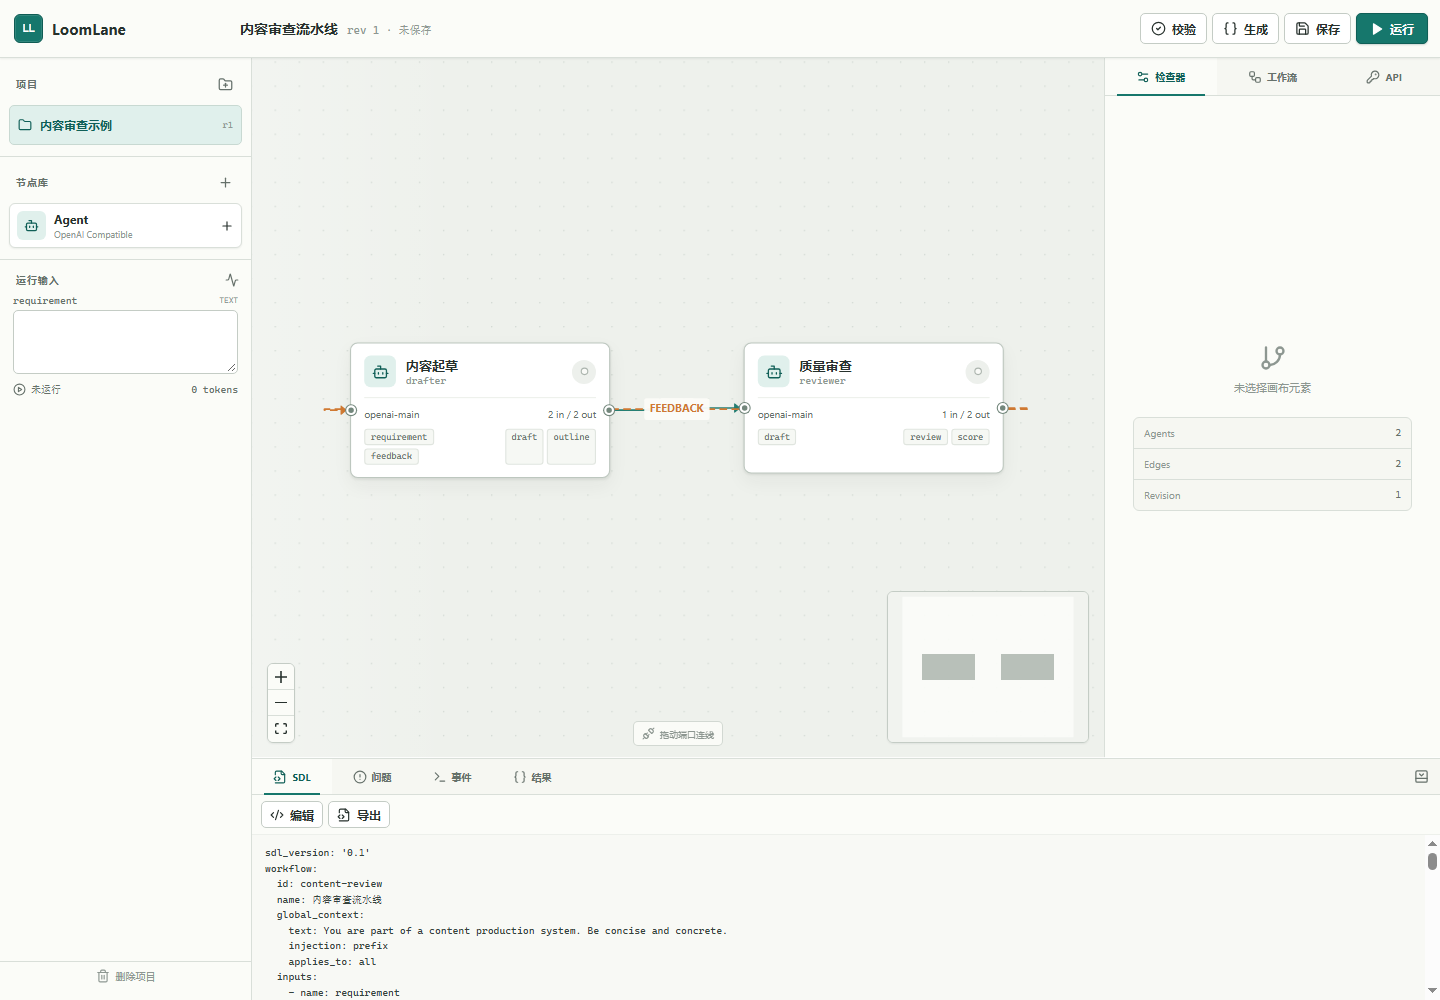 LL
LoomLane
内容审查流水线 rev 1 · 未保存
校验
生成
保存
运行
项目
内容审查示例 r1
节点库
Agent
OpenAI Compatible
运行输入
requirement TEXT
未运行 0 tokens
删除项目
内容起草
drafter
openai-main 2 in / 2 out
requirement draft outline
feedback
FEEDBACK
质量审查
reviewer
openai-main 1 in / 2 out
draft review score
拖动端口连线
检查器
工作流
API
未选择画布元素
Agents 2
Edges 2
Revision 1
SDL
问题
事件
结果
编辑
导出
sdl_version: '0.1'
workflow:
  id: content-review
  name: 内容审查流水线
  global_context:
    text: You are part of a content production system. Be concise and concrete.
    injection: prefix
    applies_to: all
  inputs:
    - name: requirement